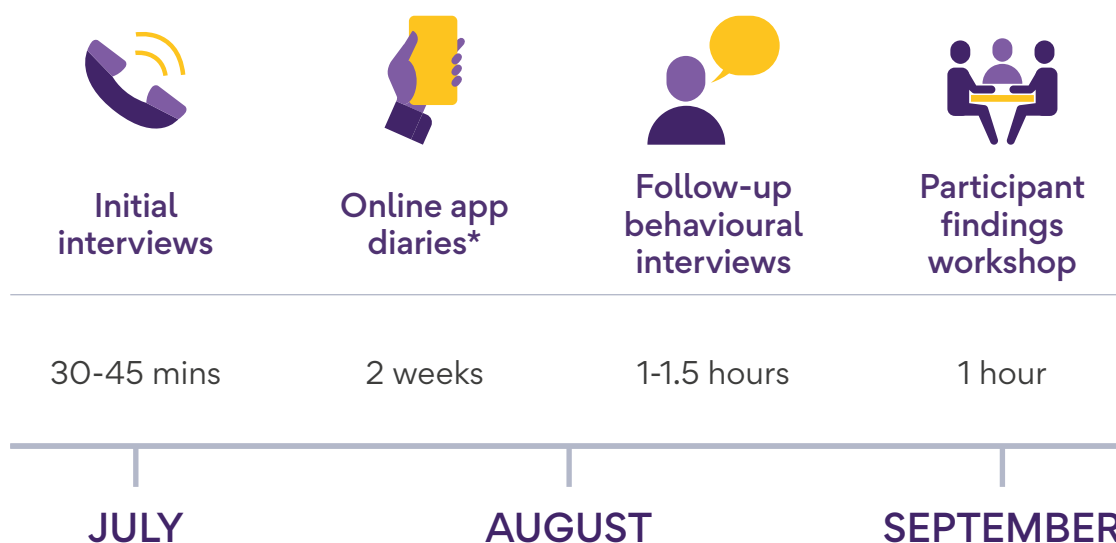 Initial
interviews
Online app
diaries*
Follow-up
behavioural
interviews
Participant
findings
workshop
30-45 mins
2 weeks
1-1.5 hours
1 hour
JULY
AUGUST
SEPTEMBER